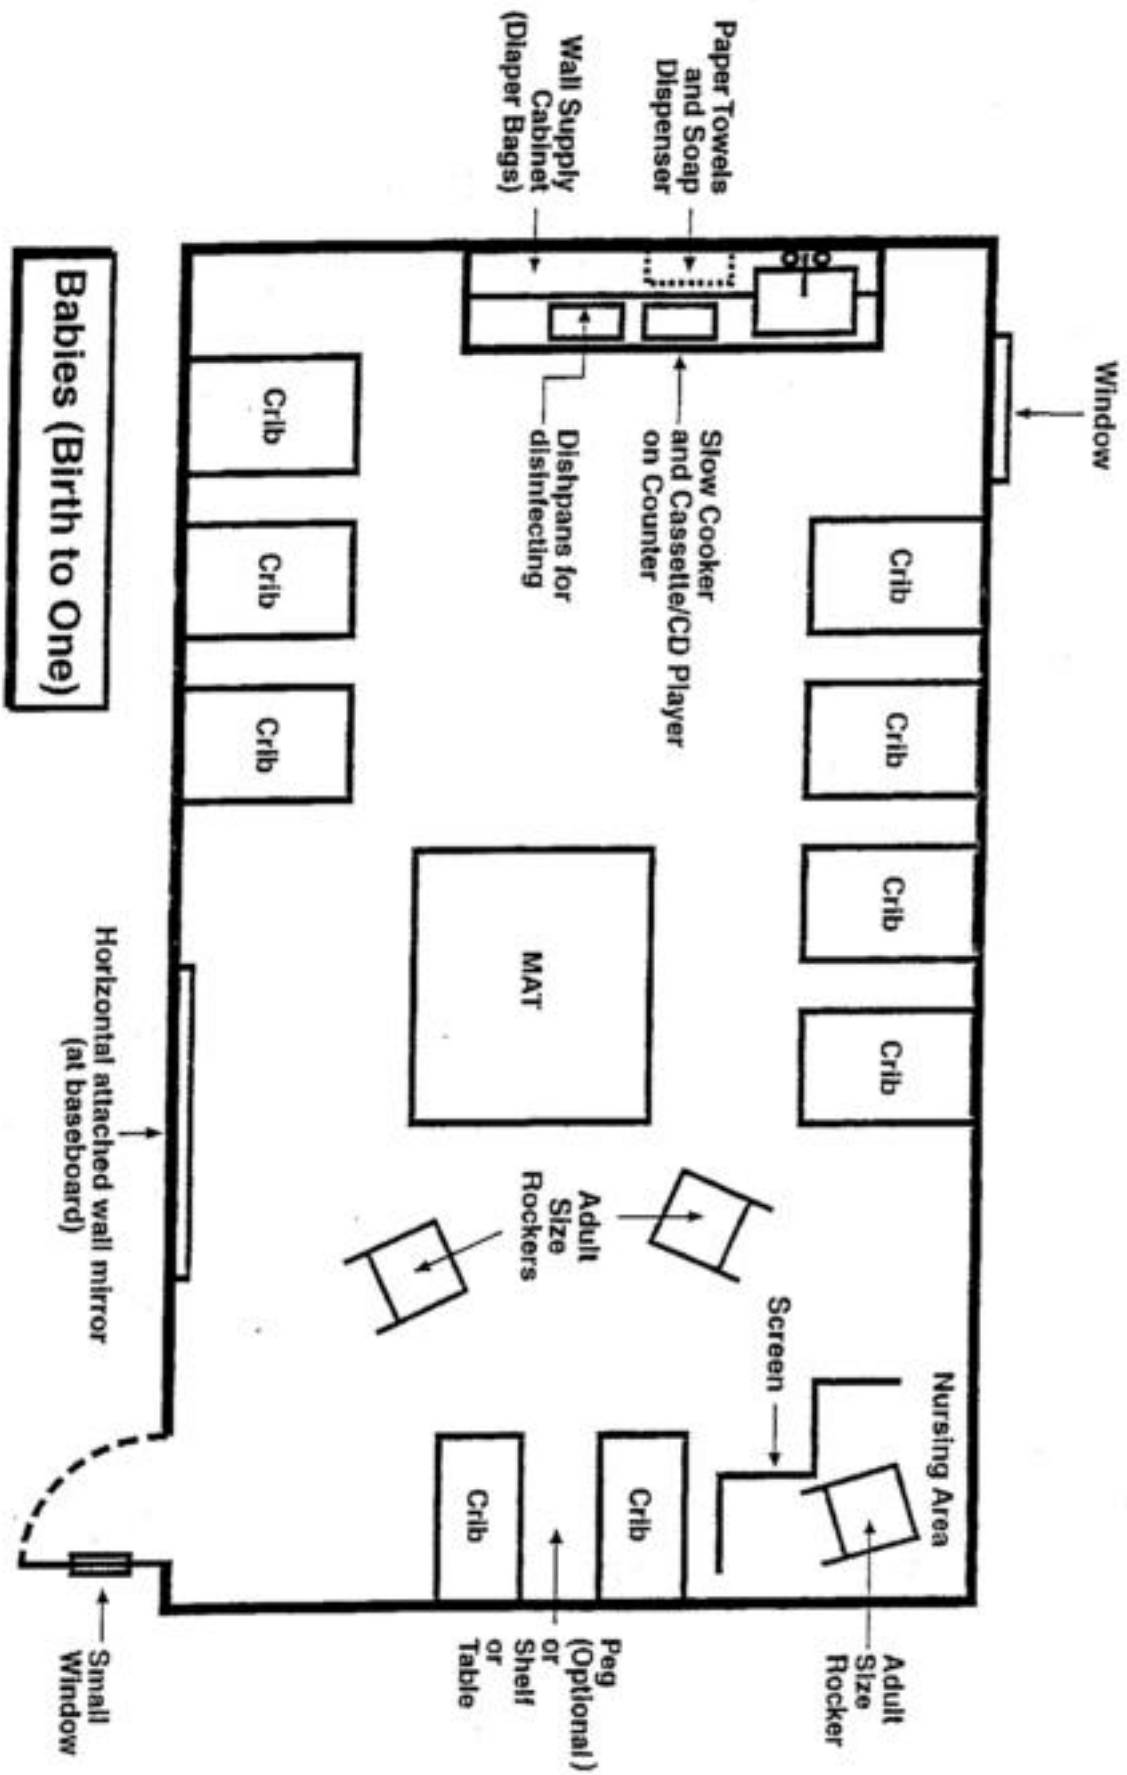 Window
Paper Towels
and Soap
Dispenser
Wall Supply
Cabinet
(Diaper Bags)
Slow Cooker
and Cassette/CD Player
on Counter
Dishpans for
disinfecting
Crib
Crib
Crib
Crib
Crib
Crib
Crib
MAT
Adult
Size
Rockers
Screen
Nursing Area
Crib
Crib
Adult
Size
Rocker
Peg
(Optional)
or
Shelf
or
Table
Horizontal attached wall mirror
(at baseboard)
Small
Window
Babies (Birth to One)